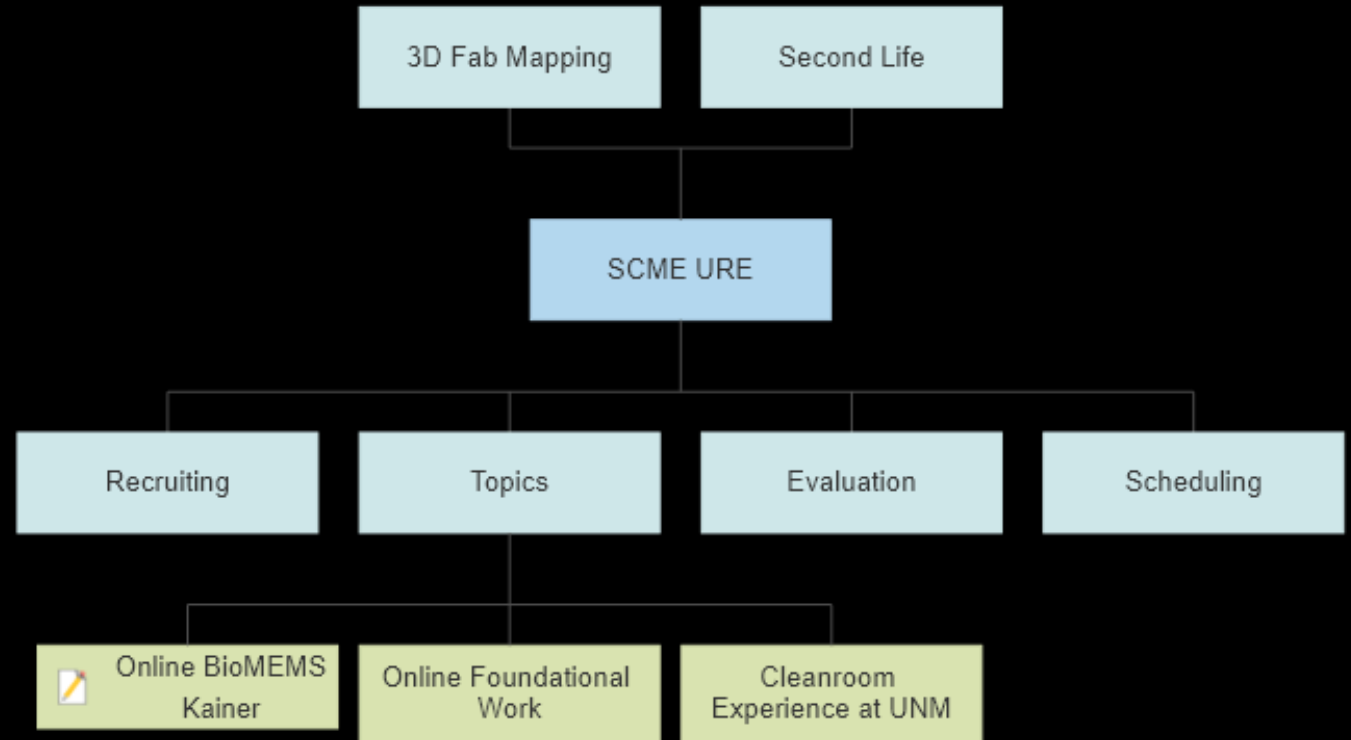 3D Fab Mapping
Second Life
SCME URE
Recruiting
Topics
Evaluation
Scheduling
Online BioMEMS
Kainer
Online Foundational
Work
Cleanroom
Experience at UNM